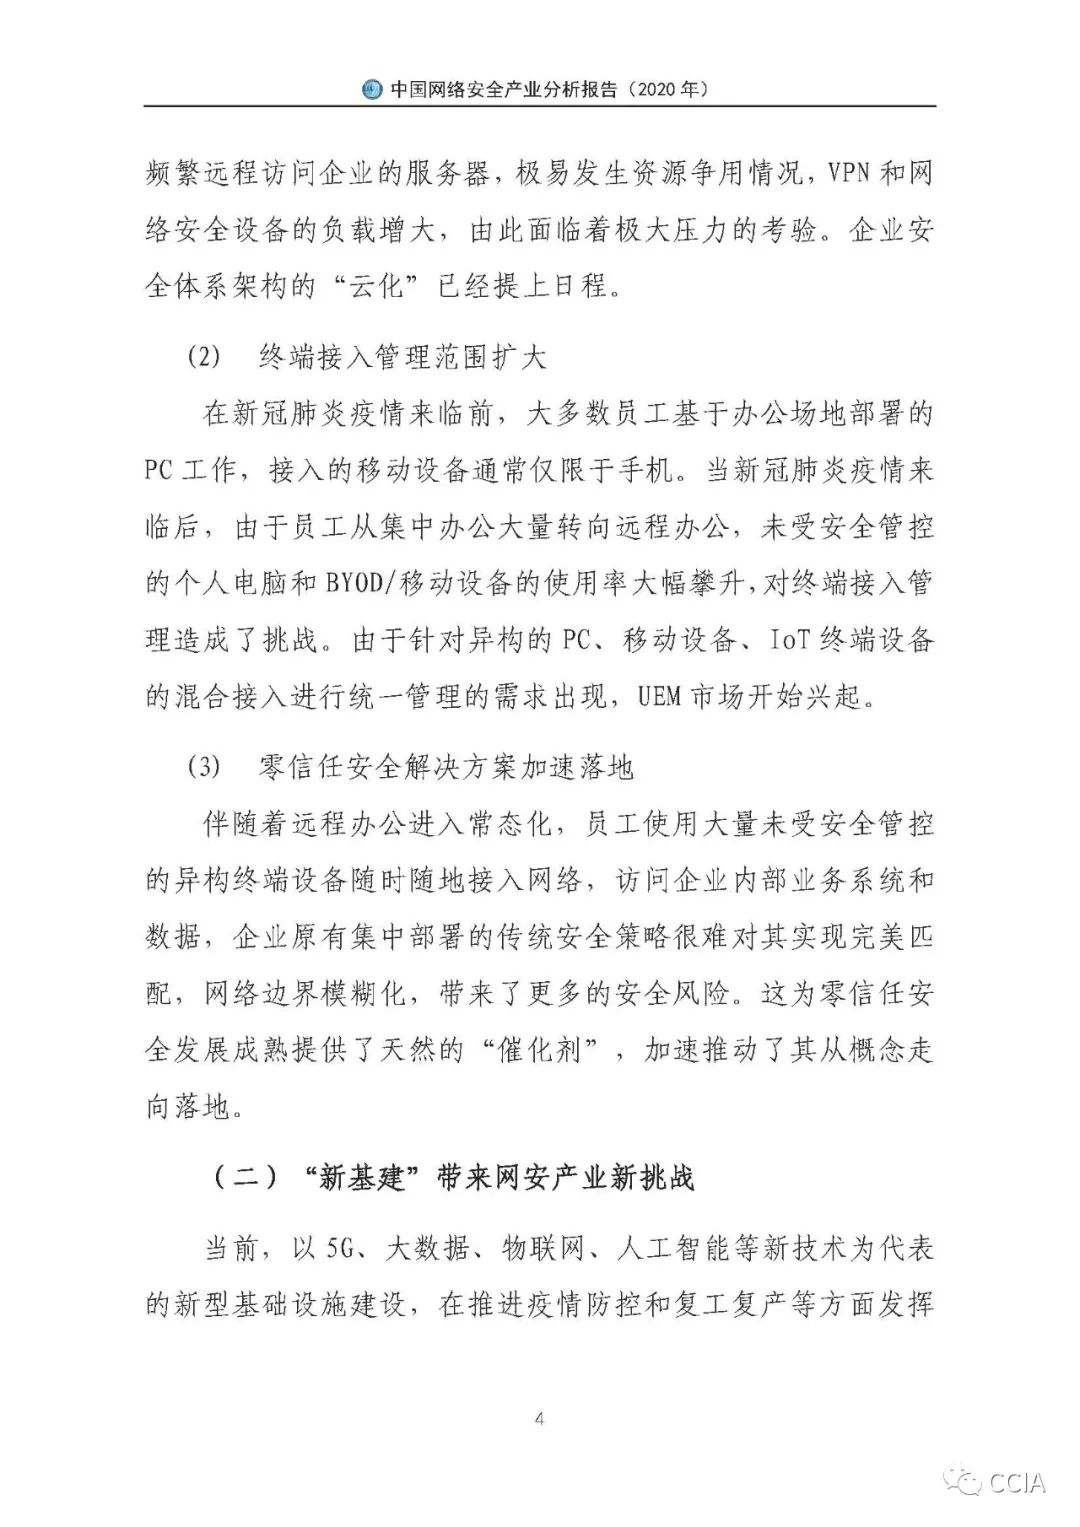 中国网络安全产业分析报告（2020 年）
频繁远程访问企业的服务器，极易发生资源争用情况，VPN 和网
络安全设备的负载增大，由此面临着极大压力的考验。企业安
全体系架构的“云化”已经提上日程。
(2) 终端接入管理范围扩大
在新冠肺炎疫情来临前，大多数员工基于办公场地部署的
PC 工作，接入的移动设备通常仅限于手机。当新冠肺炎疫情来
临后，由于员工从集中办公大量转向远程办公，未受安全管控
的个人电脑和 BYOD/移动设备的使用率大幅攀升，对终端接入管
理造成了挑战。由于针对异构的 PC、移动设备、IoT 终端设备
的混合接入进行统一管理的需求出现，UEM 市场开始兴起。
(3) 零信任安全解决方案加速落地
伴随着远程办公进入常态化，员工使用大量未受安全管控
的异构终端设备随时随地接入网络，访问企业内部业务系统和
数据，企业原有集中部署的传统安全策略很难对其实现完美匹
配，网络边界模糊化，带来了更多的安全风险。这为零信任安
全发展成熟提供了天然的“催化剂”，加速推动了其从概念走
向落地。
（二）“新基建”带来网安产业新挑战
当前，以 5G、大数据、物联网、人工智能等新技术为代表
的新型基础设施建设，在推进疫情防控和复工复产等方面发挥
4
CCIA